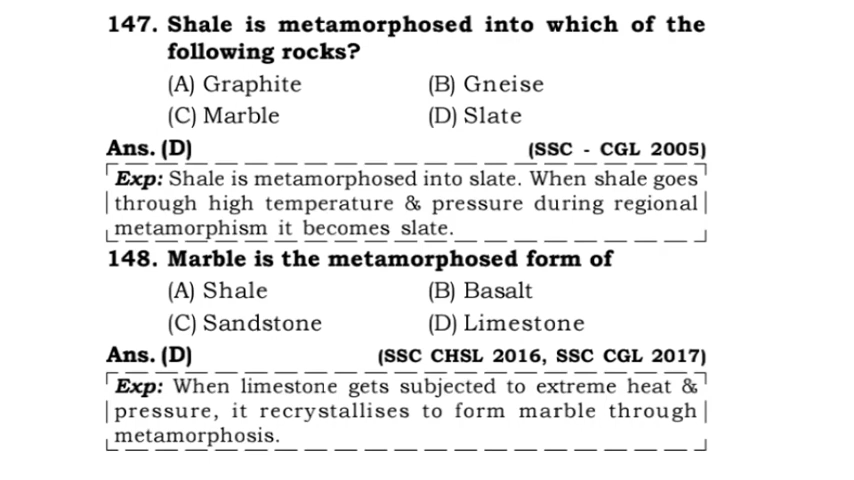 147. Shale is metamorphosed into which of the
following rocks?
(A) Graphite (B) Gneise
(C) Marble (D) Slate
Ans. (D) (SSC - CGL 2005)
Exp: Shale is metamorphosed into slate. When shale goes
through high temperature & pressure during regional
metamorphism it becomes slate.
148. Marble is the metamorphosed form of
(A) Shale (B) Basalt
(C) Sandstone (D) Limestone
Ans. (D) (SSC CHSL 2016, SSC CGL 2017)
Exp: When limestone gets subjected to extreme heat &
pressure, it recrystallises to form marble through
metamorphosis.